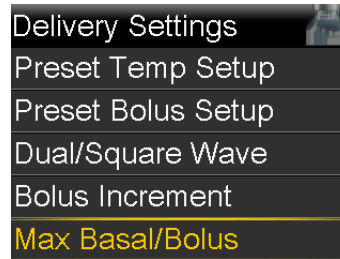 Delivery Settings
Preset Temp Setup
Preset Bolus Setup
Dual/Square Wave
Bolus Increment
Max Basal/Bolus